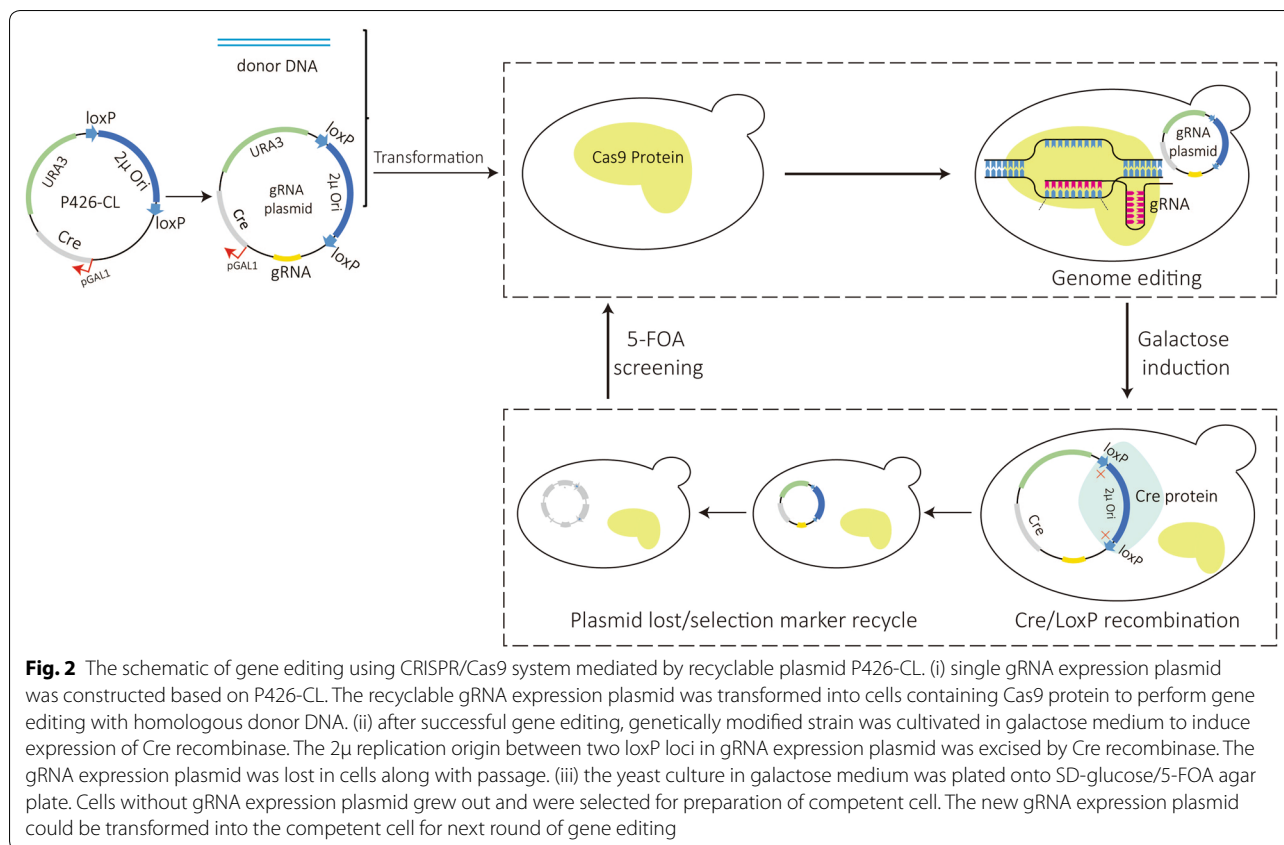 donor DNA
loxP
URA3
2μ Ori
P426-CL
loxP
Cre
pGAL1
loxP
URA3
2μ Ori
gRNA
plasmid
Cre
loxP
pGAL1
gRNA
Transformation
Cas9 Protein
gRNA
plasmid
gRNA
Genome editing
5-FOA
screening
Galactose
induction
loxP
Cre protein
2μ Ori
Cre
loxP
Plasmid lost/selection marker recycle
Cre/LoxP recombination
Fig. 2 The schematic of gene editing using CRISPR/Cas9 system mediated by recyclable plasmid P426-CL. (i) single gRNA expression plasmid
was constructed based on P426-CL. The recyclable gRNA expression plasmid was transformed into cells containing Cas9 protein to perform gene
editing with homologous donor DNA. (ii) after successful gene editing, genetically modified strain was cultivated in galactose medium to induce
expression of Cre recombinase. The 2μ replication origin between two loxP loci in gRNA expression plasmid was excised by Cre recombinase. The
gRNA expression plasmid was lost in cells along with passage. (iii) the yeast culture in galactose medium was plated onto SD-glucose/5-FOA agar
plate. Cells without gRNA expression plasmid grew out and were selected for preparation of competent cell. The new gRNA expression plasmid
could be transformed into the competent cell for next round of gene editing